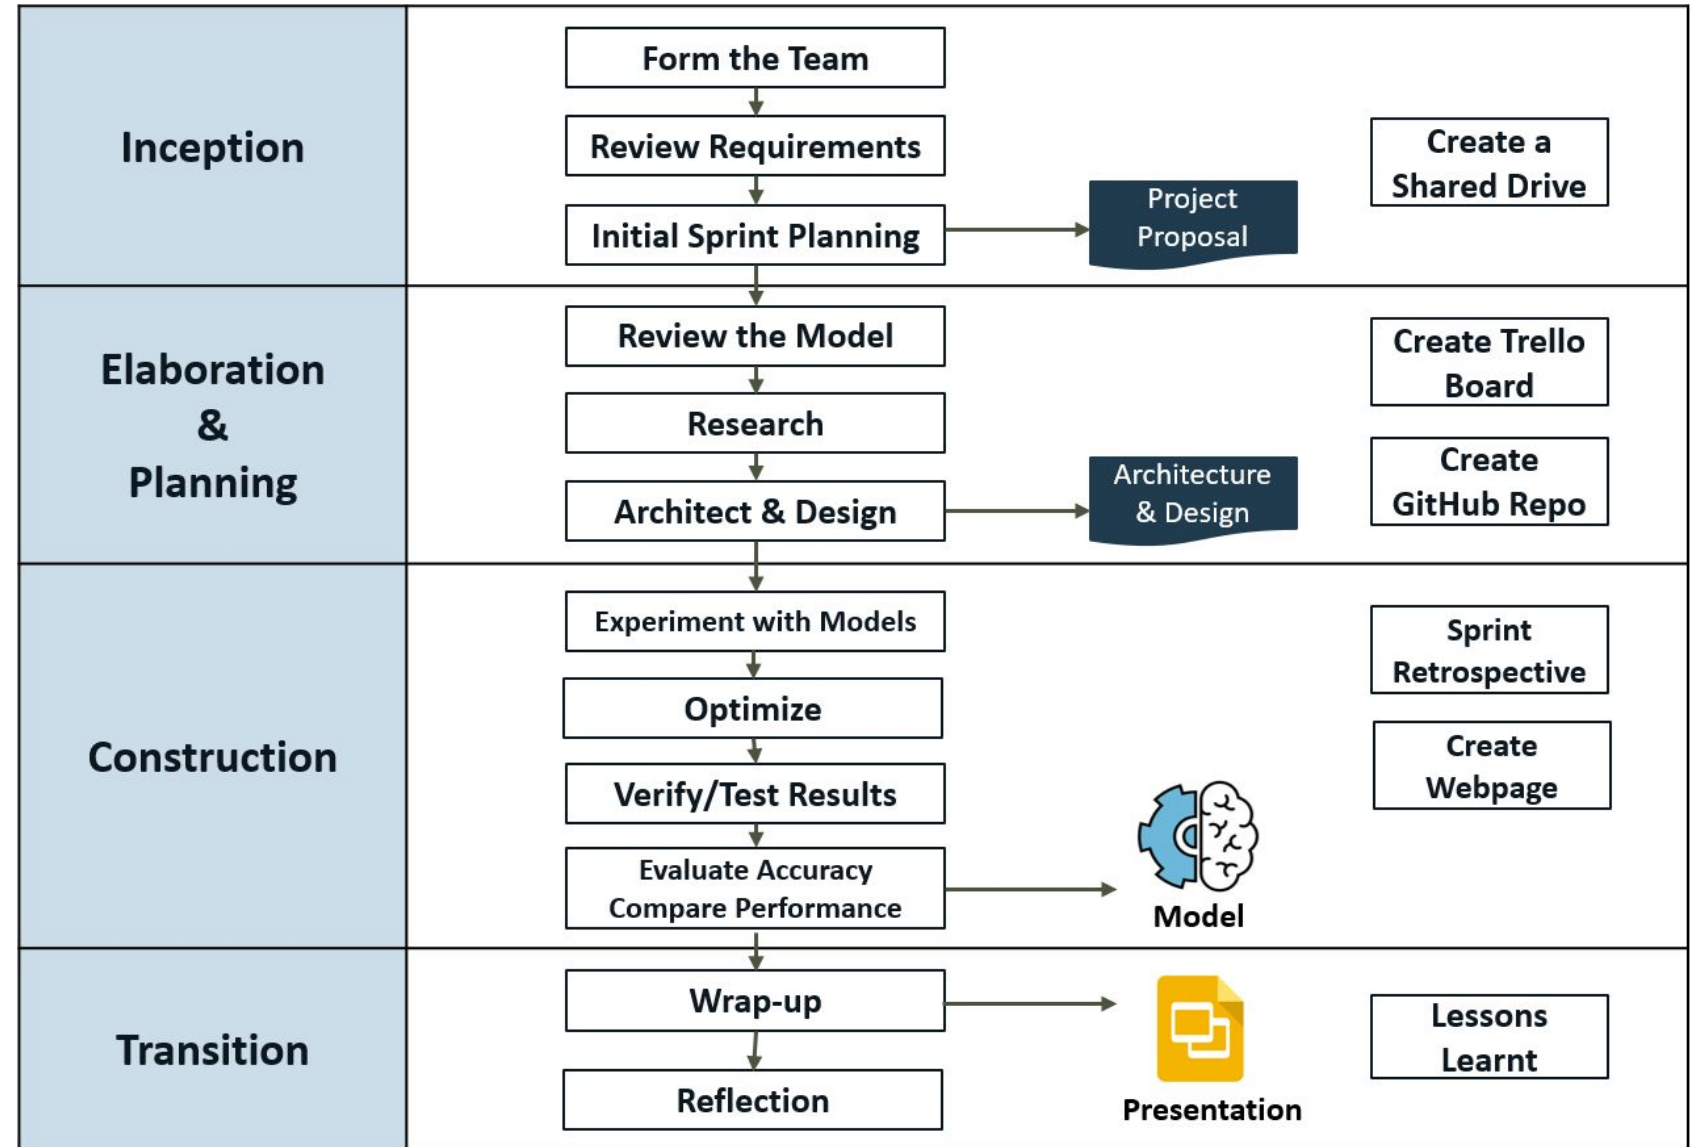 Inception
Form the Team
Review Requirements
Initial Sprint Planning
Project
Proposal
Create a
Shared Drive
Elaboration
&
Planning
Review the Model
Research
Architect & Design
Architecture
& Design
Create Trello
Board
Create
GitHub Repo
Construction
Experiment with Models
Optimize
Verify/Test Results
Evaluate Accuracy
Compare Performance
Model
Sprint
Retrospective
Create
Webpage
Transition
Wrap-up
Reflection
Presentation
Lessons
Learnt